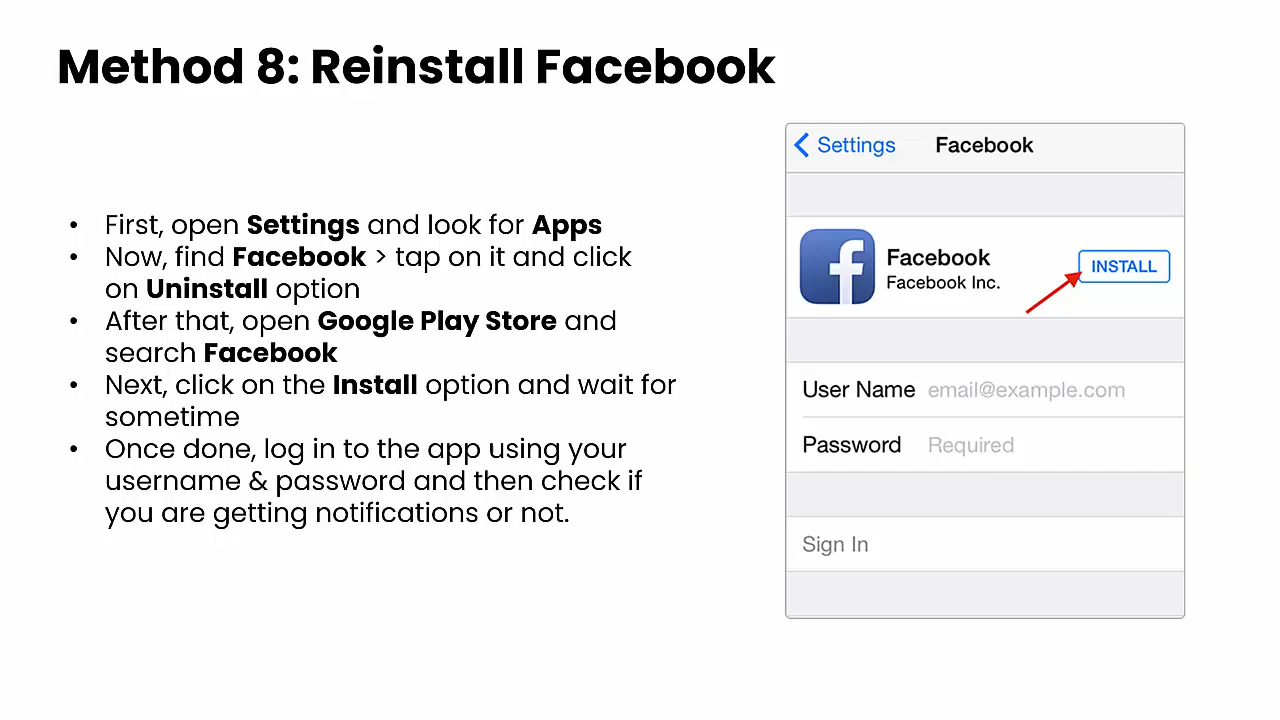 Method 8: Reinstall Facebook
• First, open Settings and look for Apps
• Now, find Facebook > tap on it and click
on Uninstall option
• After that, open Google Play Store and
search Facebook
• Next, click on the Install option and wait for
sometime
• Once done, log in to the app using your
username & password and then check if
you are getting notifications or not.
Settings Facebook
Facebook
Facebook Inc.
INSTALL
User Name email@example.com
Password Required
Sign In